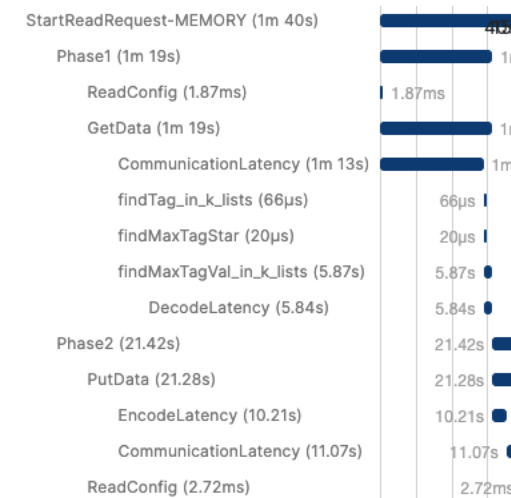 StartReadRequest-MEMORY (1m 40s)
Phase1 (1m 19s)
ReadConfig (1.87ms) 1.87ms
GetData (1m 19s)
CommunicationLatency (1m 13s) 1m
findTag_in_k_lists (66μs) 66μs
findMaxTagStar (20μs) 20μs
findMaxTagVal_in_k_lists (5.87s) 5.87s
DecodeLatency (5.84s) 5.84s
Phase2 (21.42s) 21.42s
PutData (21.28s) 21.28s
EncodeLatency (10.21s) 10.21s
CommunicationLatency (11.07s) 11.07s
ReadConfig (2.72ms) 2.72ms